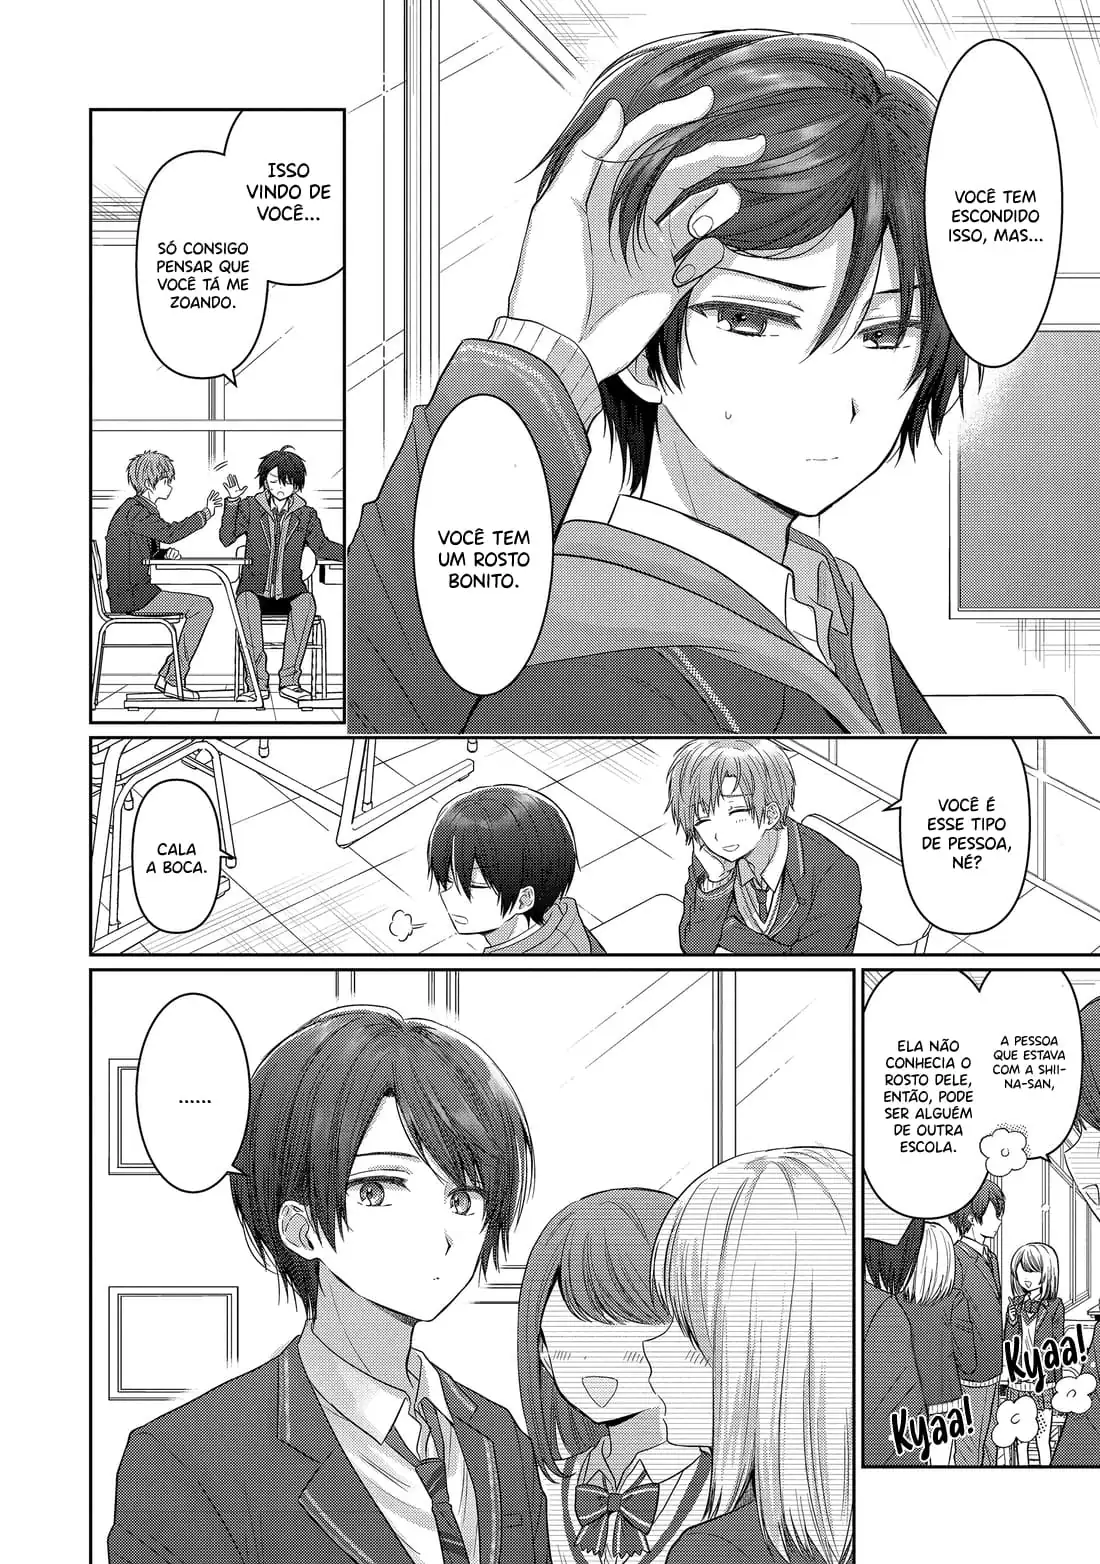 VOCÊ TEM
ESCONDIDO
ISSO, MAS...
VOCÊ TEM
UM ROSTO
BONITO.
ISSO
VINDO DE
VOCÊ...
SÓ CONSIGO
PENSAR QUE
VOCÊ TÁ ME
ZOANDO.
VOCÊ É
ESSE TIPO
DE PESSOA,
NÉ?
CALA
A BOCA.
A PESSOA
QUE ESTAVA
COM A SHII-
NA-SAN,
ELA NÃO
CONHECIA O
ROSTO DELE,
ENTÃO, PODE
SER ALGUÉM
DE OUTRA
ESCOLA.
Kyaa!
Kyaa!
......